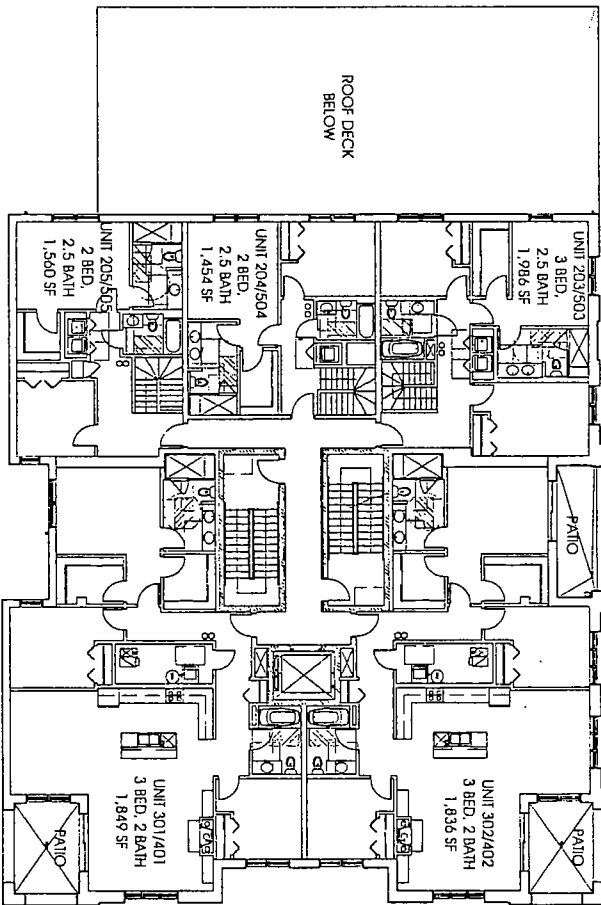 ROOF DECK
BELOW
UNIT 203/503
3 BED,
2.5 BATH
1,986 SF
UNIT 204/504
2 BED,
2.5 BATH
1,454 SF
UNIT 205/505
2 BED,
2.5 BATH
1,560 SF
PATIO
UNIT 302/402
3 BED, 2 BATH
1,836 SF
PATIO
UNIT 301/401
3 BED, 2 BATH
1,849 SF
PATIO